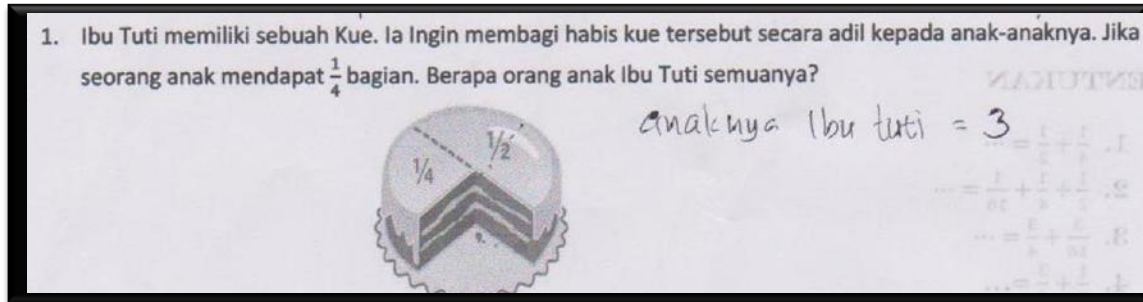 1. Ibu Tuti memiliki sebuah Kue. Ia Ingin membagi habis kue tersebut secara adil kepada anak-anaknya. Jika
seorang anak mendapat 1/4 bagian. Berapa orang anak Ibu Tuti semuanya?
anaknya Ibu tuti = 3
1/2
1/4